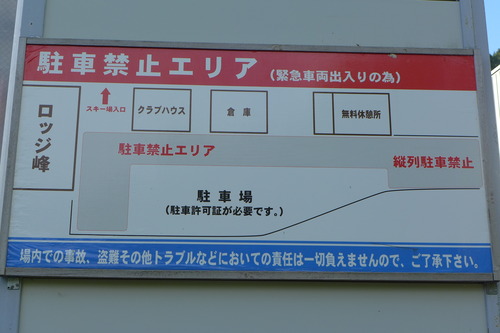 駐車禁止エリア（緊急車両出入りの為）
スキー場入口
クラブハウス
倉庫
無料休憩所
ロッジ峰
駐車禁止エリア
縦列駐車禁止
駐車場
（駐車許可証が必要です。）
場内での事故、盗難その他トラブルなどにおいての責任は一切負えませんので、ご了承下さい。